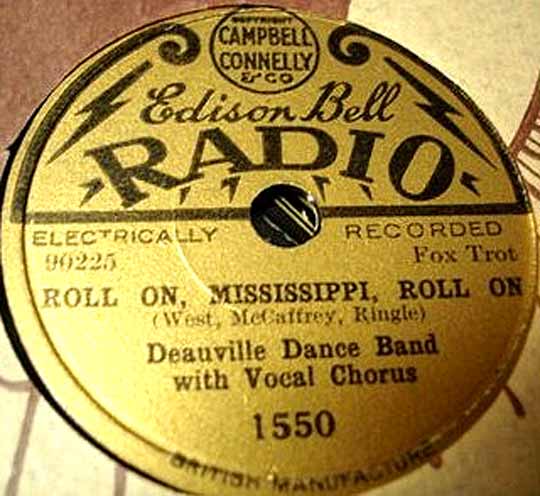 COPYRIGHT
CAMPBELL
CONNELLY
& CO
Edison Bell
RADIO
ELECTRICALLY RECORDED
90225 Fox Trot
ROLL ON, MISSISSIPPI, ROLL ON
(West, McCaffrey, Ringle)
Deauville Dance Band
with Vocal Chorus
1550
BRITISH MANUFACTURE